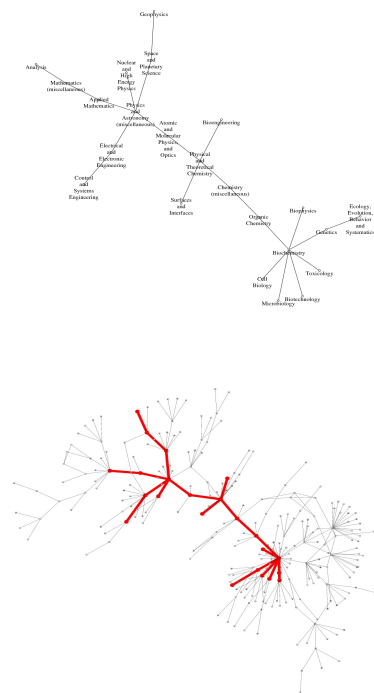 Geophysics
Space
and
Planetary
Science
Nuclear
and
High
Energy
Physics
Analysis
Mathematics
(miscellaneous)
Applied
Mathematics
Physics
and
Astronomy
(miscellaneous)
Atomic
and
Molecular
Physics,
and
Optics
Bioengineering
Electrical
and
Electronic
Engineering
Physical
and
Theoretical
Chemistry
Control
and
Systems
Engineering
Chemistry
(miscellaneous)
Surfaces
and
Interfaces
Organic
Chemistry
Biophysics
Ecology,
Evolution,
Behavior
and
Systematics
Genetics
Biochemistry
Toxicology
Cell
Biology
Biotechnology
Microbiology